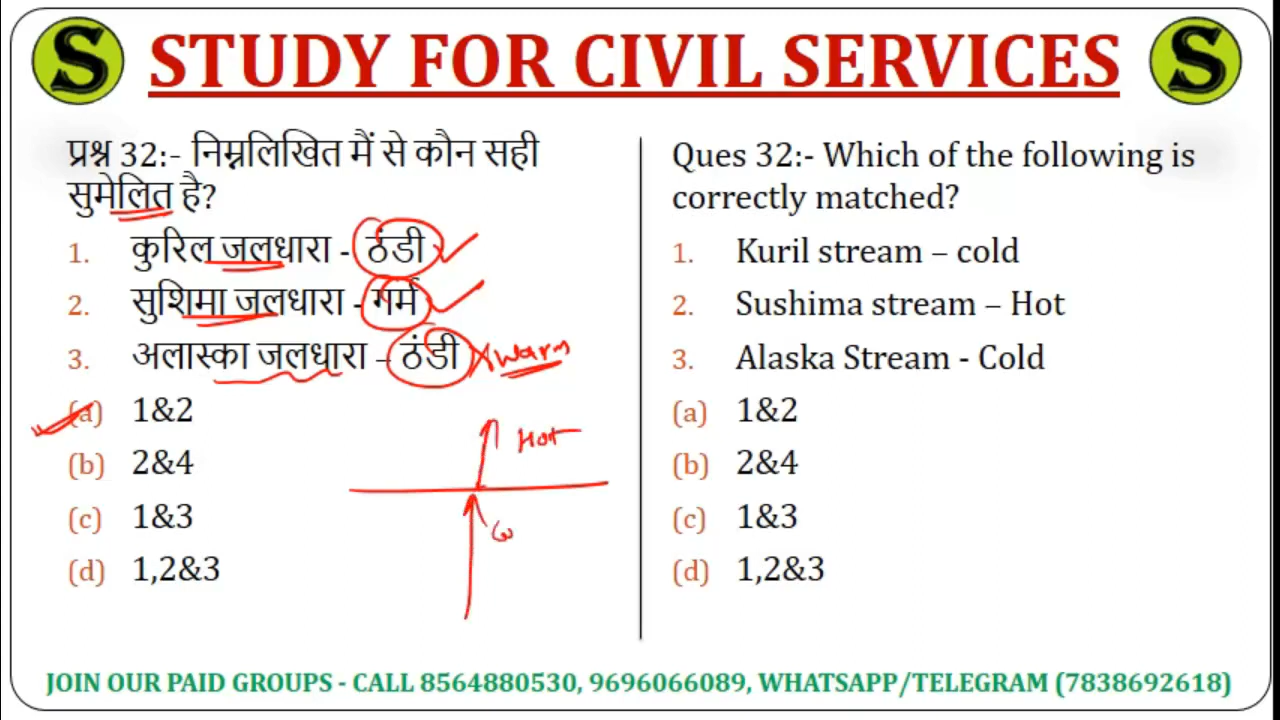 S STUDY FOR CIVIL SERVICES S
प्रश्न 32:- निम्नलिखित मैं से कौन सही
सुमेलित है?
1. कुरिल जलधारा - ठंडी
2. सुशिमा जलधारा - गर्म
3. अलास्का जलधारा – ठंडी Warm
(a) 1&2
(b) 2&4
(c) 1&3
(d) 1,2&3
Hot
Ques 32:- Which of the following is
correctly matched?
1. Kuril stream – cold
2. Sushima stream – Hot
3. Alaska Stream - Cold
(a) 1&2
(b) 2&4
(c) 1&3
(d) 1,2&3
JOIN OUR PAID GROUPS - CALL 8564880530, 9696066089, WHATSAPP/TELEGRAM (7838692618)